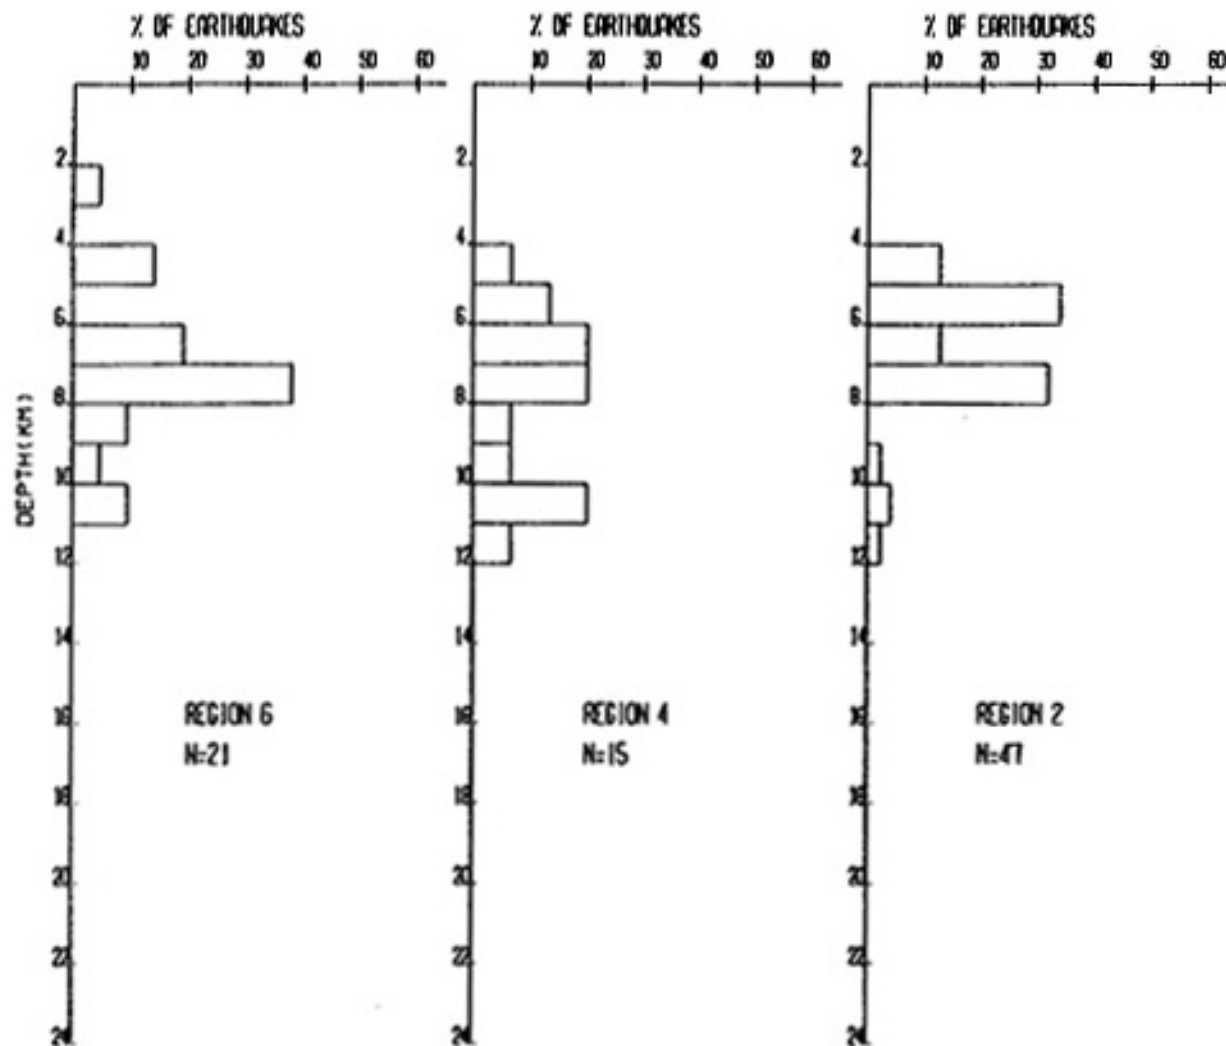 % OF EARTHQUAKES % OF EARTHQUAKES % OF EARTHQUAKES
10 20 30 40 50 60 10 20 30 40 50 60 10 20 30 40 50 60
2 2 2
4 4 4
6 6 6
8 8 8
DEPTH(KM)
10 10 10
12 12 12
14 14 14
REGION 6 REGION 4 REGION 2
16 16 16
N=21 N=15 N=47
18 18 18
20 20 20
22 22 22
24 24 24